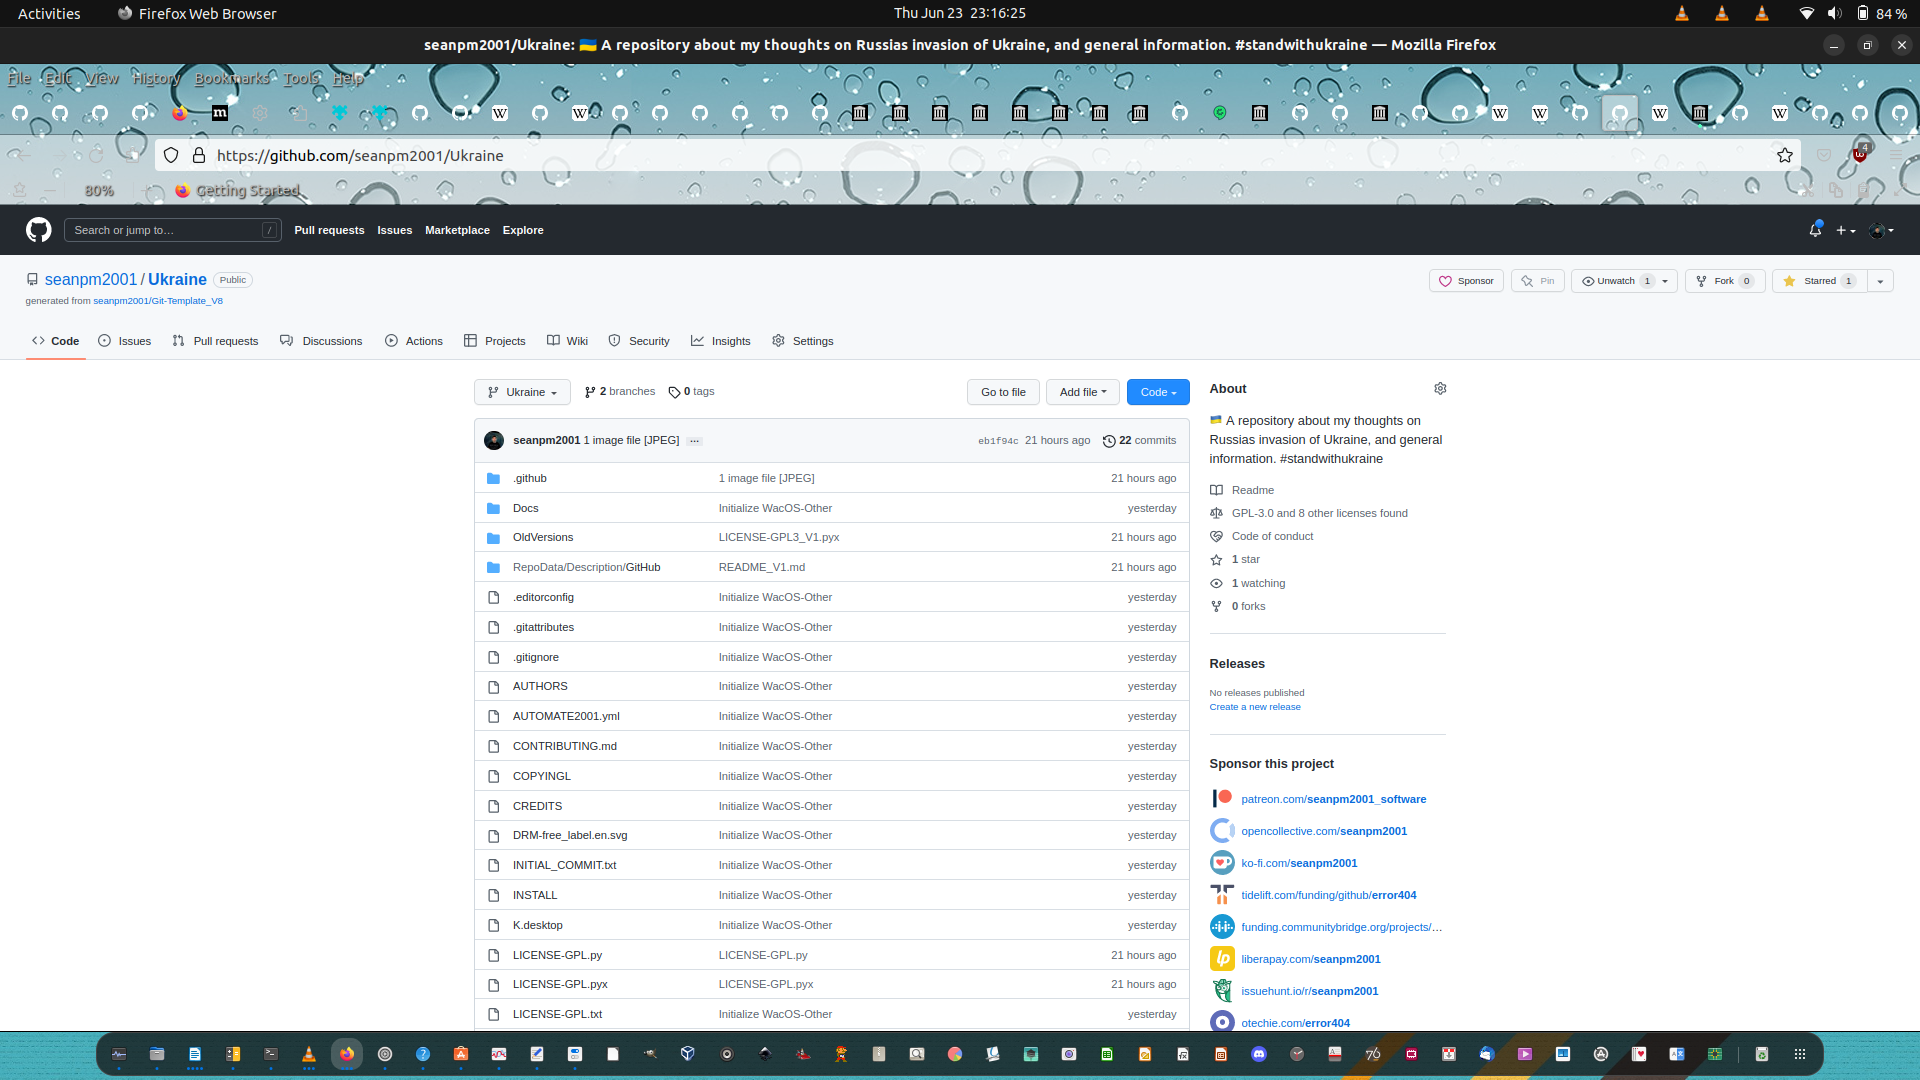 Activities
Firefox Web Browser
Thu Jun 23 23:16:25
84 %
seanpm2001/Ukraine: 🇺🇦 A repository about my thoughts on Russias invasion of Ukraine, and general information. #standwithukraine — Mozilla Firefox
File Edit View History Bookmarks Tools Help
https://github.com/seanpm2001/Ukraine
4
80%
Getting Started
Search or jump to…
/
Pull requests Issues Marketplace Explore
seanpm2001 / Ukraine Public
generated from seanpm2001/Git-Template_V8
Sponsor
Pin
Unwatch 1
Fork 0
Starred 1
Code Issues Pull requests Discussions Actions Projects Wiki Security Insights Settings
Ukraine
2 branches
0 tags
Go to file
Add file
Code
seanpm2001 1 image file [JPEG] ... eb1f94c 21 hours ago 22 commits
.github 1 image file [JPEG] 21 hours ago
Docs Initialize WacOS-Other yesterday
OldVersions LICENSE-GPL3_V1.pyx 21 hours ago
RepoData/Description/GitHub README_V1.md 21 hours ago
.editorconfig Initialize WacOS-Other yesterday
.gitattributes Initialize WacOS-Other yesterday
.gitignore Initialize WacOS-Other yesterday
AUTHORS Initialize WacOS-Other yesterday
AUTOMATE2001.yml Initialize WacOS-Other yesterday
CONTRIBUTING.md Initialize WacOS-Other yesterday
COPYINGL Initialize WacOS-Other yesterday
CREDITS Initialize WacOS-Other yesterday
DRM-free_label.en.svg Initialize WacOS-Other yesterday
INITIAL_COMMIT.txt Initialize WacOS-Other yesterday
INSTALL Initialize WacOS-Other yesterday
K.desktop Initialize WacOS-Other yesterday
LICENSE-GPL.py LICENSE-GPL.py 21 hours ago
LICENSE-GPL.pyx LICENSE-GPL.pyx 21 hours ago
LICENSE-GPL.txt Initialize WacOS-Other yesterday
About
🇺🇦 A repository about my thoughts on
Russias invasion of Ukraine, and general
information. #standwithukraine
Readme
GPL-3.0 and 8 other licenses found
Code of conduct
1 star
1 watching
0 forks
Releases
No releases published
Create a new release
Sponsor this project
patreon.com/seanpm2001_software
opencollective.com/seanpm2001
ko-fi.com/seanpm2001
tidelift.com/funding/github/error404
funding.communitybridge.org/projects/…
liberapay.com/seanpm2001
issuehunt.io/r/seanpm2001
otechie.com/error404